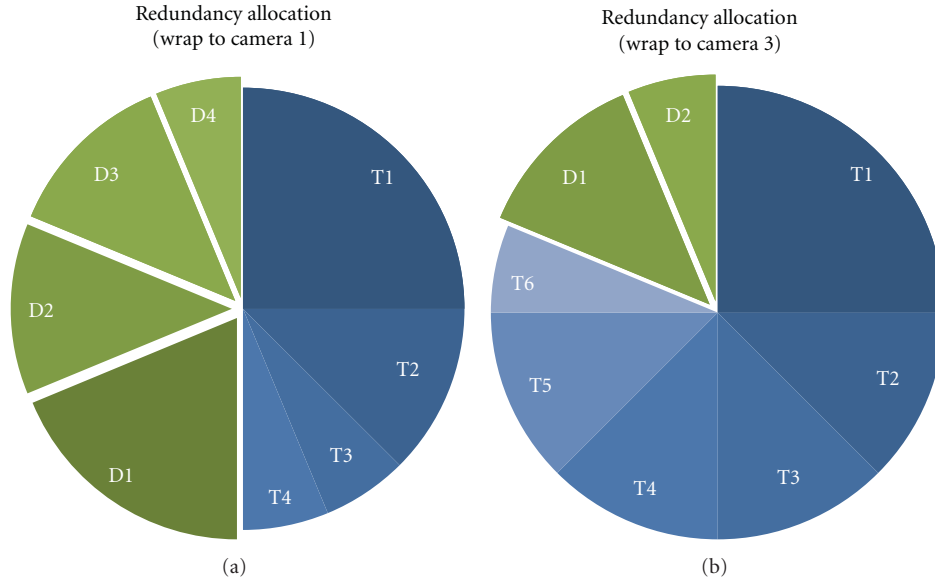 Redundancy allocation
(wrap to camera 1)
D4
D3
T1
D2
T2
T3
D1
T4
(a)
Redundancy allocation
(wrap to camera 3)
D2
D1
T1
T6
T5
T2
T4
T3
(b)